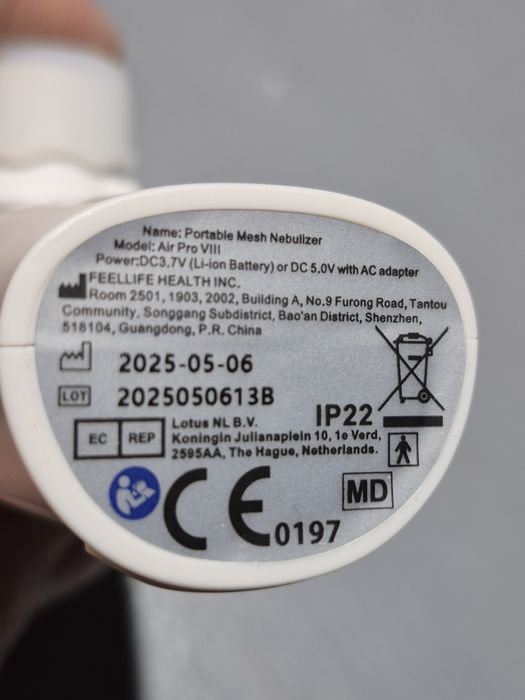 Name: Portable Mesh Nebulizer
Model: Air Pro VIII
Power:DC3.7V (Li-ion Battery) or DC 5.0V with AC adapter
FEELLIFE HEALTH INC.
Room 2501, 1903, 2002, Building A, No.9 Furong Road, Tantou
Community, Songgang Subdistrict, Bao'an District, Shenzhen,
518104, Guangdong, P.R. China
2025-05-06
LOT 2025050613B
IP22
EC REP
Lotus NL B.V.
Koningin Julianaplein 10, 1e Verd,
2595AA, The Hague, Netherlands.
CE 0197
MD